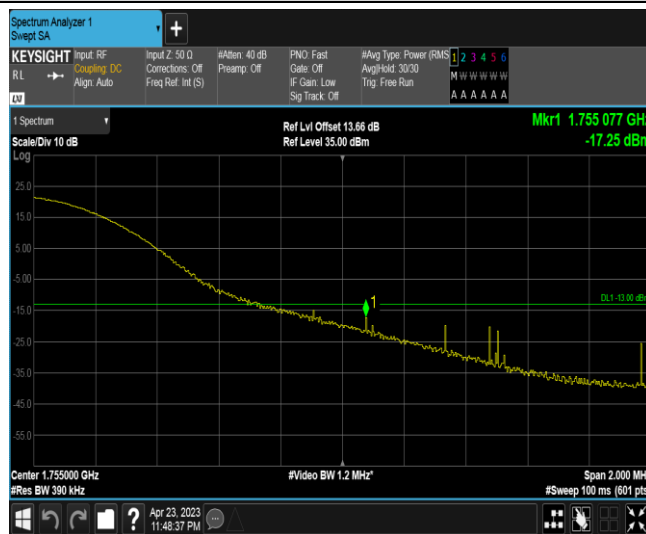 Spectrum Analyzer 1
Swept SA
+
KEYSIGHT
RL
LXI
Input: RF
Coupling: DC
Align: Auto
Input Z: 50 Ω
Corrections: Off
Freq Ref: Int (S)
#Atten: 40 dB
Preamp: Off
PNO: Fast
Gate: Off
IF Gain: Low
Sig Track: Off
#Avg Type: Power (RMS
Avg|Hold: 30/30
Trig: Free Run
1 2 3 4 5 6
M W W W W W
A A A A A A
1 Spectrum
Scale/Div 10 dB
Log
Ref Lvl Offset 13.66 dB
Ref Level 35.00 dBm
Mkr1 1.755 077 GHz
-17.25 dBm
25.0
15.0
5.00
-5.00
-15.0
-25.0
-35.0
-45.0
-55.0
1
DL1 -13.00 dBm
Center 1.755000 GHz
#Res BW 390 kHz
#Video BW 1.2 MHz*
Span 2.000 MHz
#Sweep 100 ms (601 pts)
?
Apr 23, 2023
11:48:37 PM